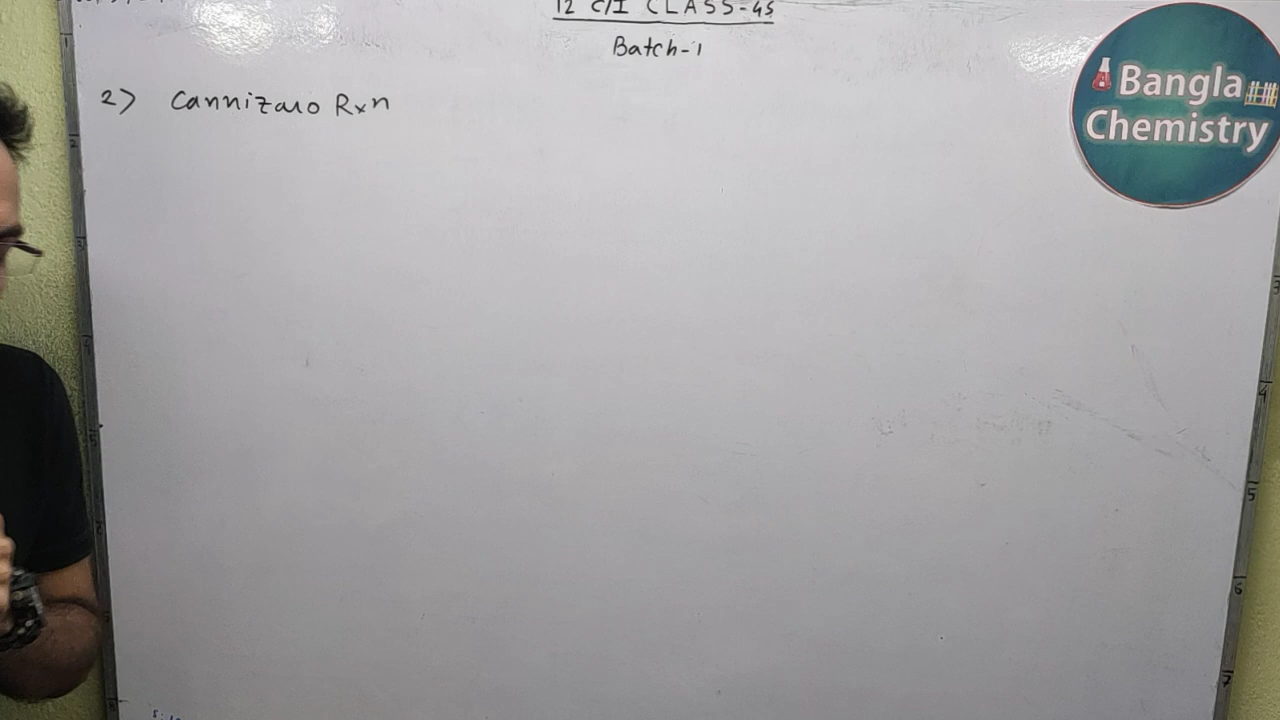 12 C/I CLASS-45
Batch-1
2) Cannizaro Rxn
Bangla
Chemistry